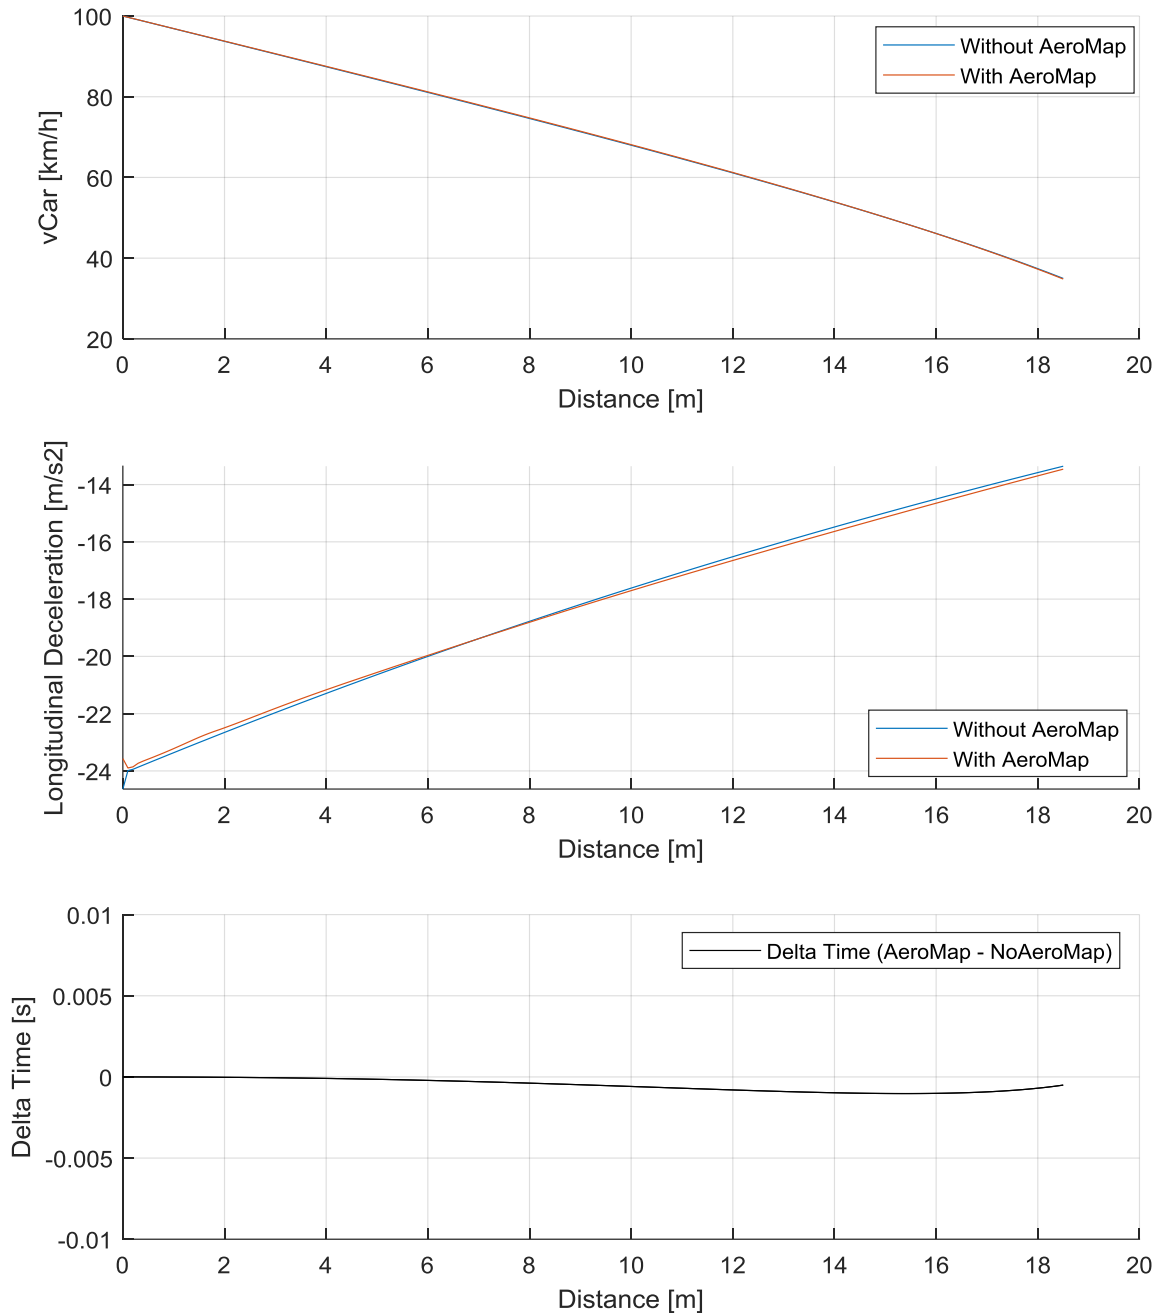 100
80
60
40
20
vCar [km/h]
Without AeroMap
With AeroMap
0 2 4 6 8 10 12 14 16 18 20
Distance [m]
-14
-16
-18
-20
-22
-24
Longitudinal Deceleration [m/s2]
Without AeroMap
With AeroMap
0 2 4 6 8 10 12 14 16 18 20
Distance [m]
0.01
0.005
0
-0.005
-0.01
Delta Time [s]
Delta Time (AeroMap - NoAeroMap)
0 2 4 6 8 10 12 14 16 18 20
Distance [m]